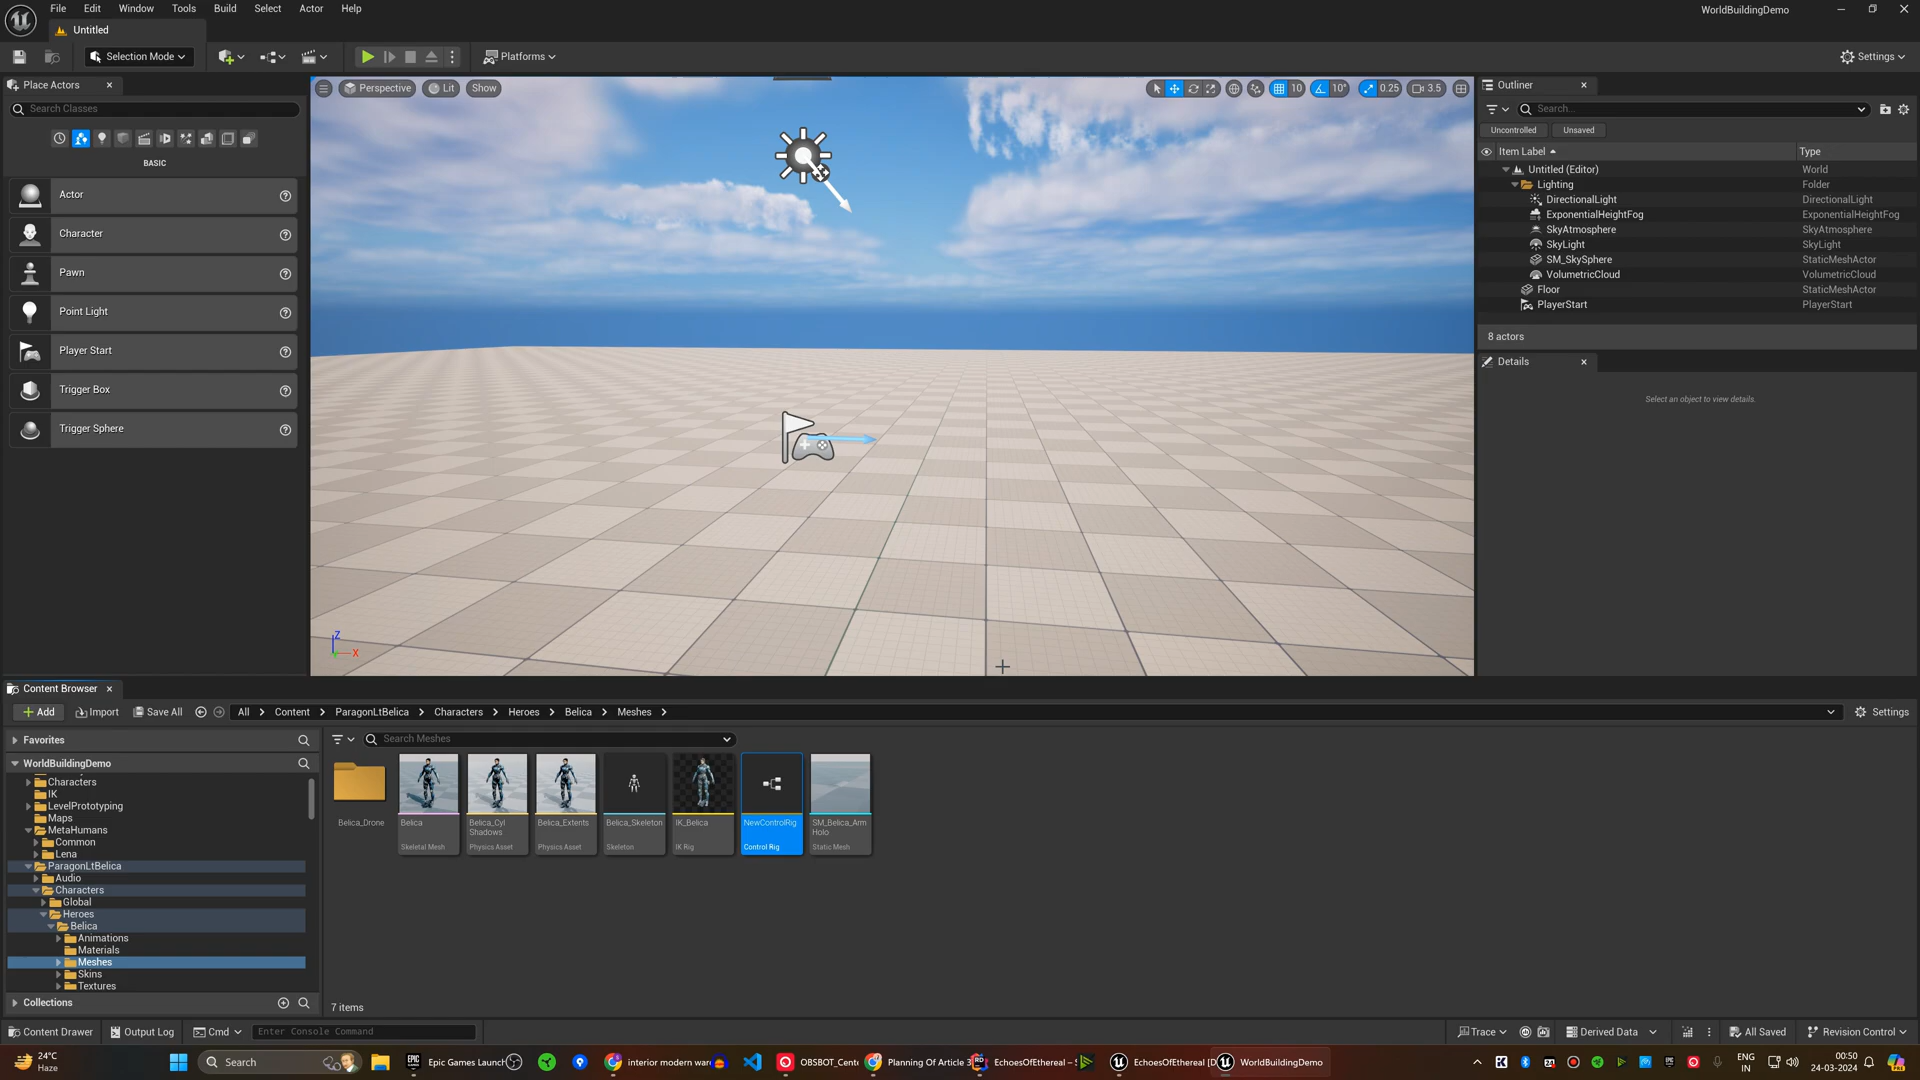 File Edit Window Tools Build Select Actor Help
WorldBuildingDemo
Untitled
Selection Mode
Platforms
Settings
Place Actors
Search Classes
BASIC
Actor
Character
Pawn
Point Light
Player Start
Trigger Box
Trigger Sphere
Perspective Lit Show
10 10° 0.25 3.5
Z
X
Outliner
Search...
Uncontrolled Unsaved
Item Label Type
Untitled (Editor) World
Lighting Folder
DirectionalLight DirectionalLight
ExponentialHeightFog ExponentialHeightFog
SkyAtmosphere SkyAtmosphere
SkyLight SkyLight
SM_SkySphere StaticMeshActor
VolumetricCloud VolumetricCloud
Floor StaticMeshActor
PlayerStart PlayerStart
8 actors
Details
Select an object to view details.
Content Browser
Add Import Save All All Content ParagonLtBelica Characters Heroes Belica Meshes Settings
Favorites
WorldBuildingDemo
Characters
IK
LevelPrototyping
Maps
MetaHumans
Common
Lena
ParagonLtBelica
Audio
Characters
Global
Heroes
Belica
Animations
Materials
Meshes
Skins
Textures
Collections
Search Meshes
Belica_Drone
Belica
Skeletal Mesh
Belica_Cyl
Shadows
Physics Asset
Belica_Extents
Physics Asset
Belica_Skeleton
Skeleton
IK_Belica
IK Rig
NewControlRig
Control Rig
SM_Belica_Arm
Holo
Static Mesh
7 items
Content Drawer Output Log Cmd Enter Console Command Trace Derived Data All Saved Revision Control
24°C
Haze
Search
Epic Games Launch
interior modern war
OBSBOT_Cente
Planning Of Article 3
EchoesOfEthereal – S
EchoesOfEthereal [D
WorldBuildingDemo
ENG
IN
00:50
24-03-2024